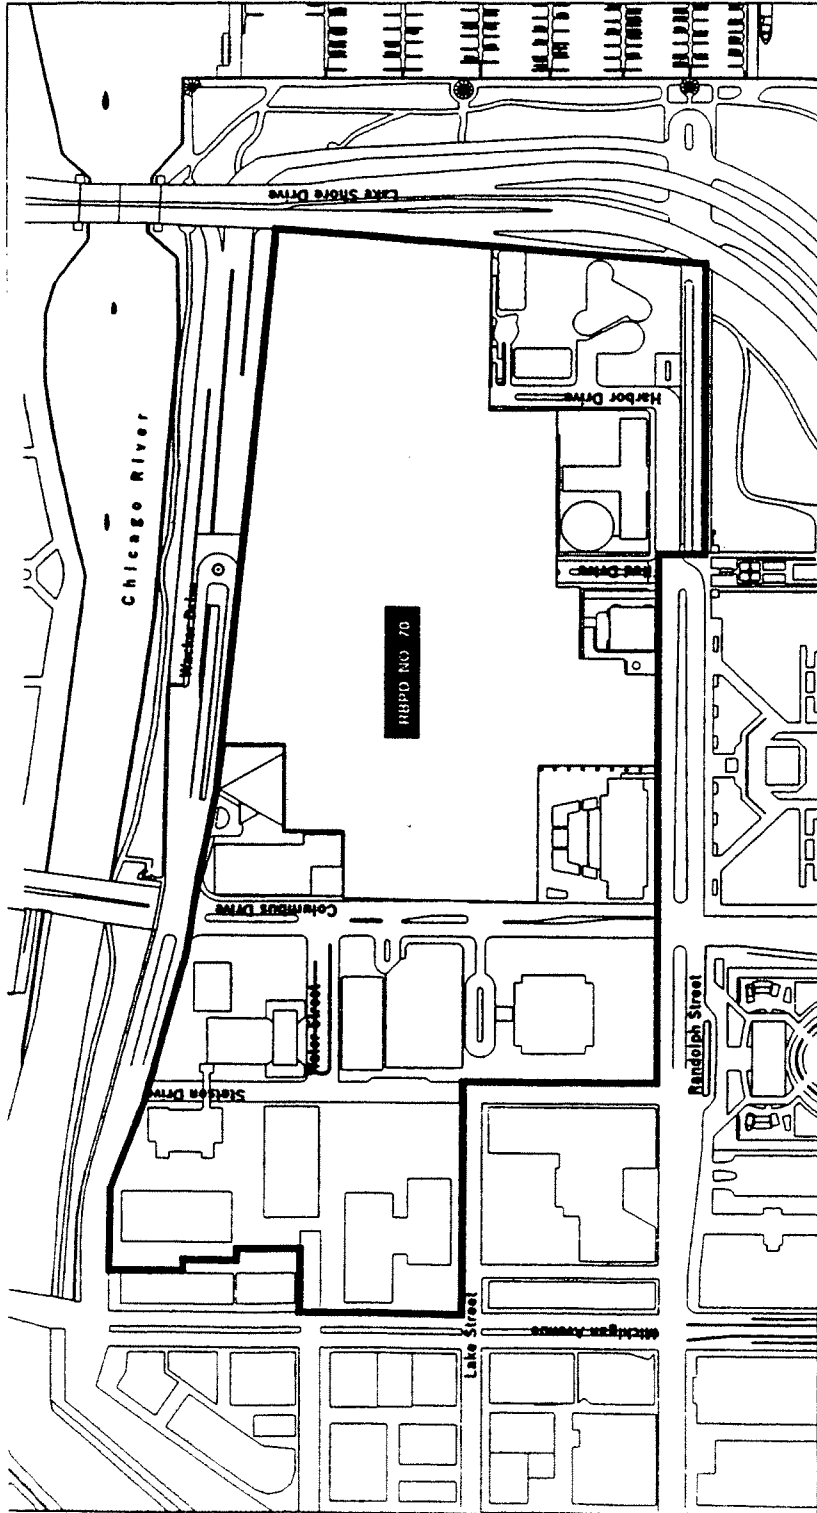 Lake Shore Drive
Chicago River
Harbor Drive
Wacker Drive
RBPD NO 70
Columbus Drive
Water Street
Stetson Drive
Randolph Street
Lake Street
Michigan Avenue